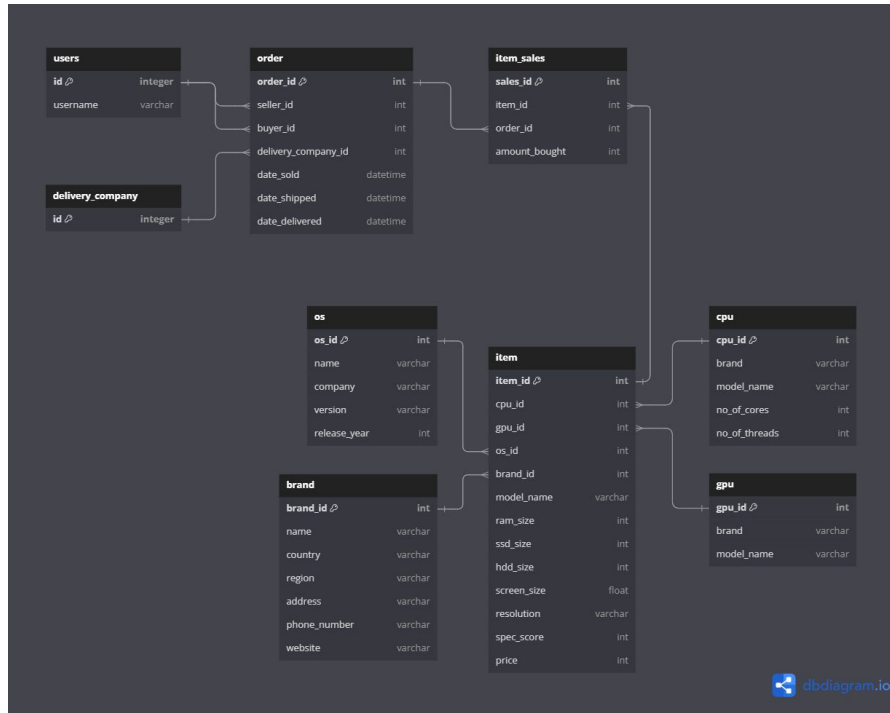 users
id integer
username varchar
order
order_id int
seller_id int
buyer_id int
delivery_company_id int
date_sold datetime
date_shipped datetime
date_delivered datetime
item_sales
sales_id int
item_id int
order_id int
amount_bought int
delivery_company
id integer
os
os_id int
name varchar
company varchar
version varchar
release_year int
item
item_id int
cpu_id int
gpu_id int
os_id int
brand_id int
model_name varchar
ram_size int
ssd_size int
hdd_size int
screen_size float
resolution varchar
spec_score int
price int
cpu
cpu_id int
brand varchar
model_name varchar
no_of_cores int
no_of_threads int
brand
brand_id int
name varchar
country varchar
region varchar
address varchar
phone_number varchar
website varchar
gpu
gpu_id int
brand varchar
model_name varchar
dbdiagram.io